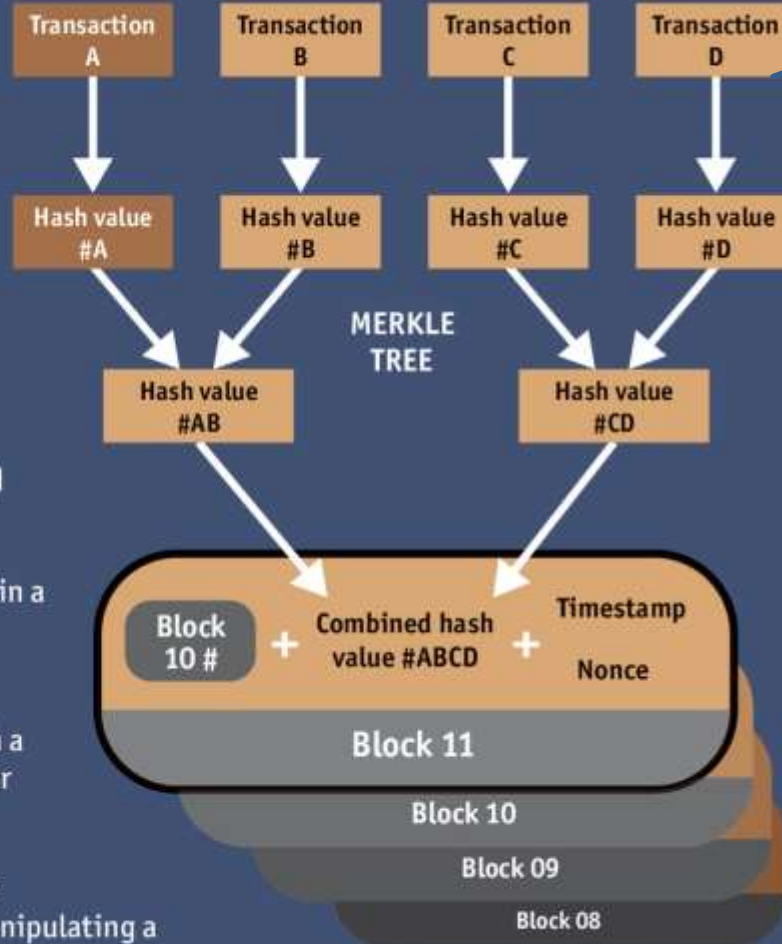 Transaction
A
Transaction
B
Transaction
C
Transaction
D
Hash value
#A
Hash value
#B
Hash value
#C
Hash value
#D
MERKLE
TREE
Hash value
#AB
Hash value
#CD
in a
a
r
nipulating a
Block
10 #
+
Combined hash
value #ABCD
+
Timestamp
Nonce
Block 11
Block 10
Block 09
Block 08